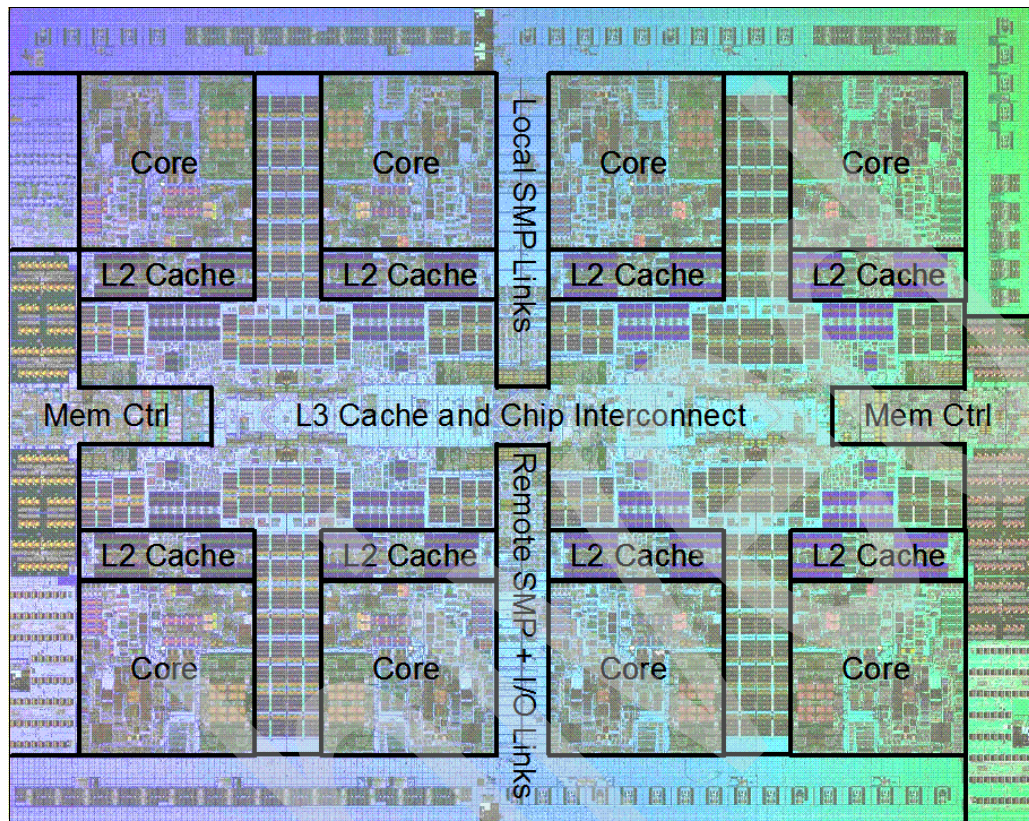 Core
Core
Core
Core
Local SMP Links
L2 Cache
L2 Cache
L2 Cache
L2 Cache
Mem Ctrl
L3 Cache and Chip Interconnect
Mem Ctrl
Remote SMP + I/O Links
L2 Cache
L2 Cache
L2 Cache
L2 Cache
Core
Core
Core
Core